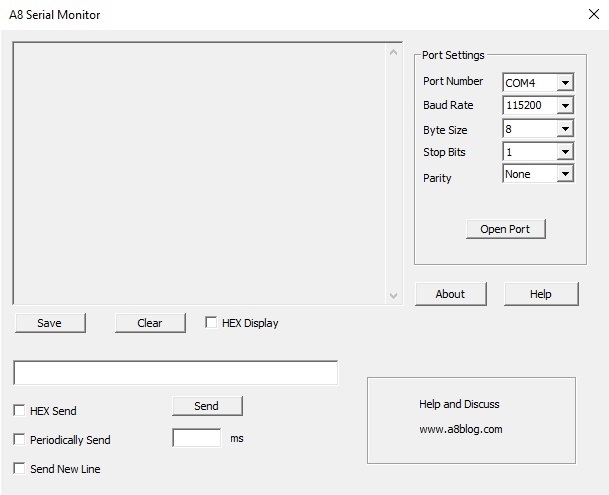 A8 Serial Monitor
Port Settings
Port Number COM4
Baud Rate 115200
Byte Size 8
Stop Bits 1
Parity None
Open Port
About Help
Save Clear HEX Display
HEX Send Send
Periodically Send ms
Send New Line
Help and Discuss
www.a8blog.com